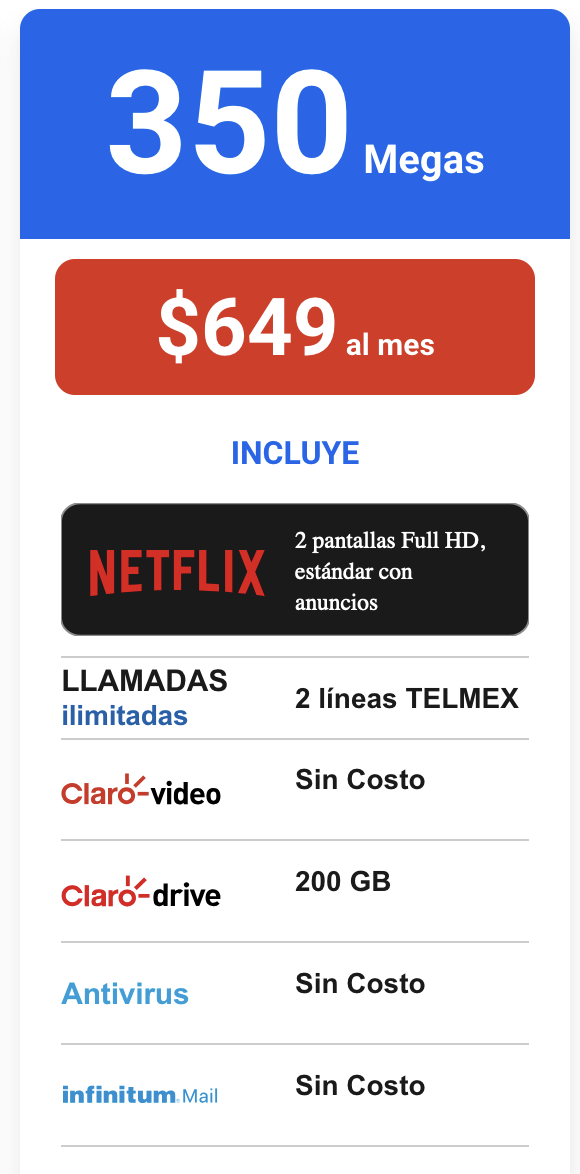 350 Megas
$649 al mes
INCLUYE
NETFLIX
2 pantallas Full HD,
estándar con
anuncios
LLAMADAS
ilimitadas
2 líneas TELMEX
Claro video
Sin Costo
Claro drive
200 GB
Antivirus
Sin Costo
infinitum Mail
Sin Costo